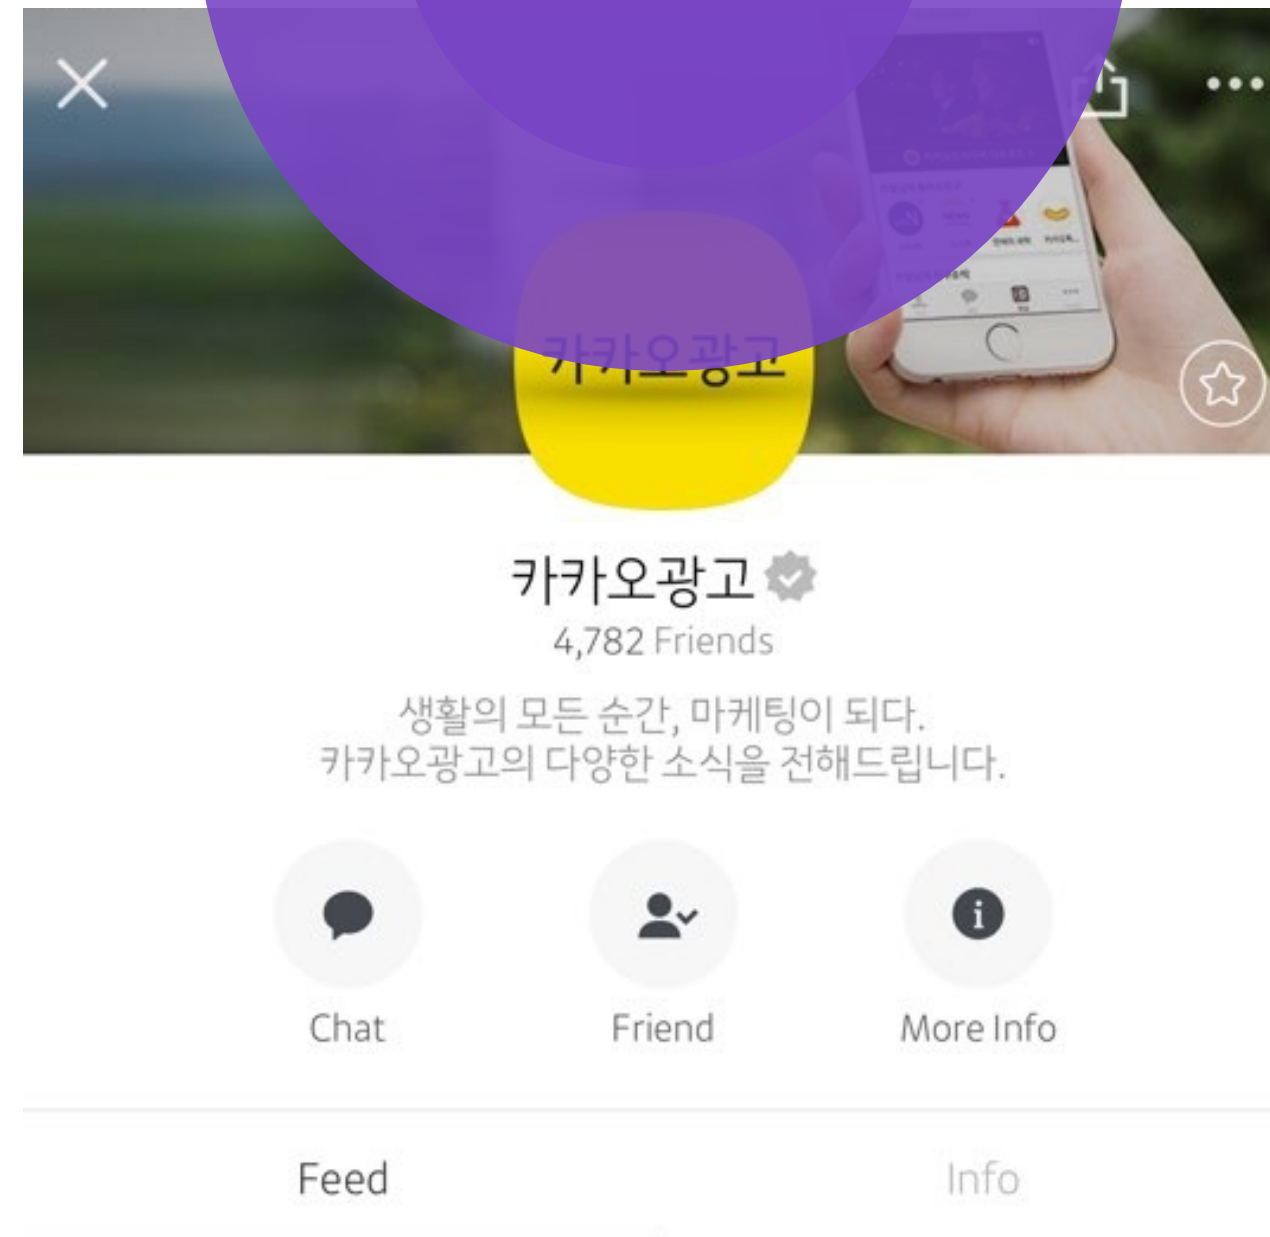 카카오광고
카카오광고
4,782 Friends
생활의 모든 순간, 마케팅이 되다.
카카오광고의 다양한 소식을 전해드립니다.
Chat
Friend
More Info
Feed
Info